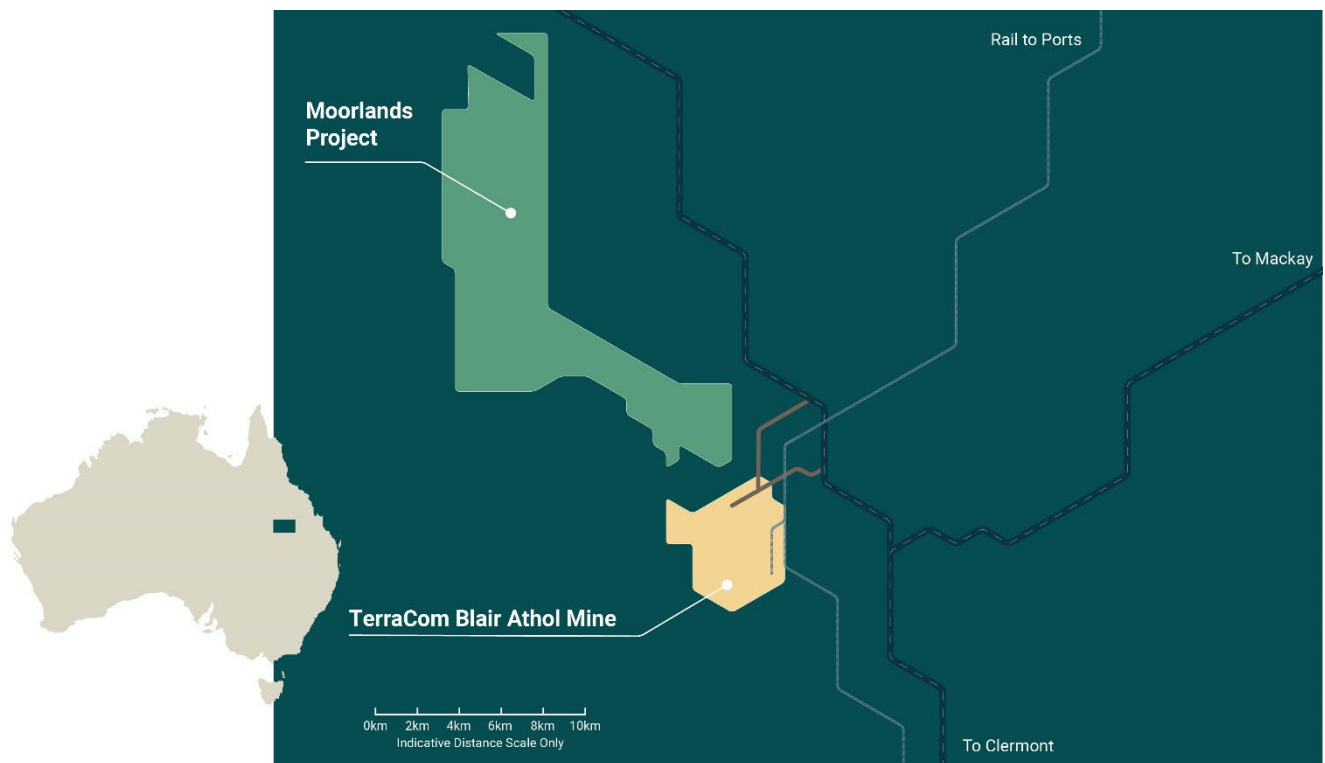 Rail to Ports
Moorlands
Project
To Mackay
TerraCom Blair Athol Mine
0km 2km 4km 6km 8km 10km
Indicative Distance Scale Only
To Clermont